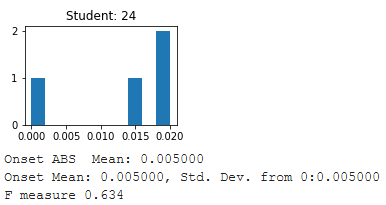 Student: 24
2
1
0
0.000 0.005 0.010 0.015 0.020
Onset ABS  Mean: 0.005000
Onset Mean: 0.005000, Std. Dev. from 0:0.005000
F measure 0.634